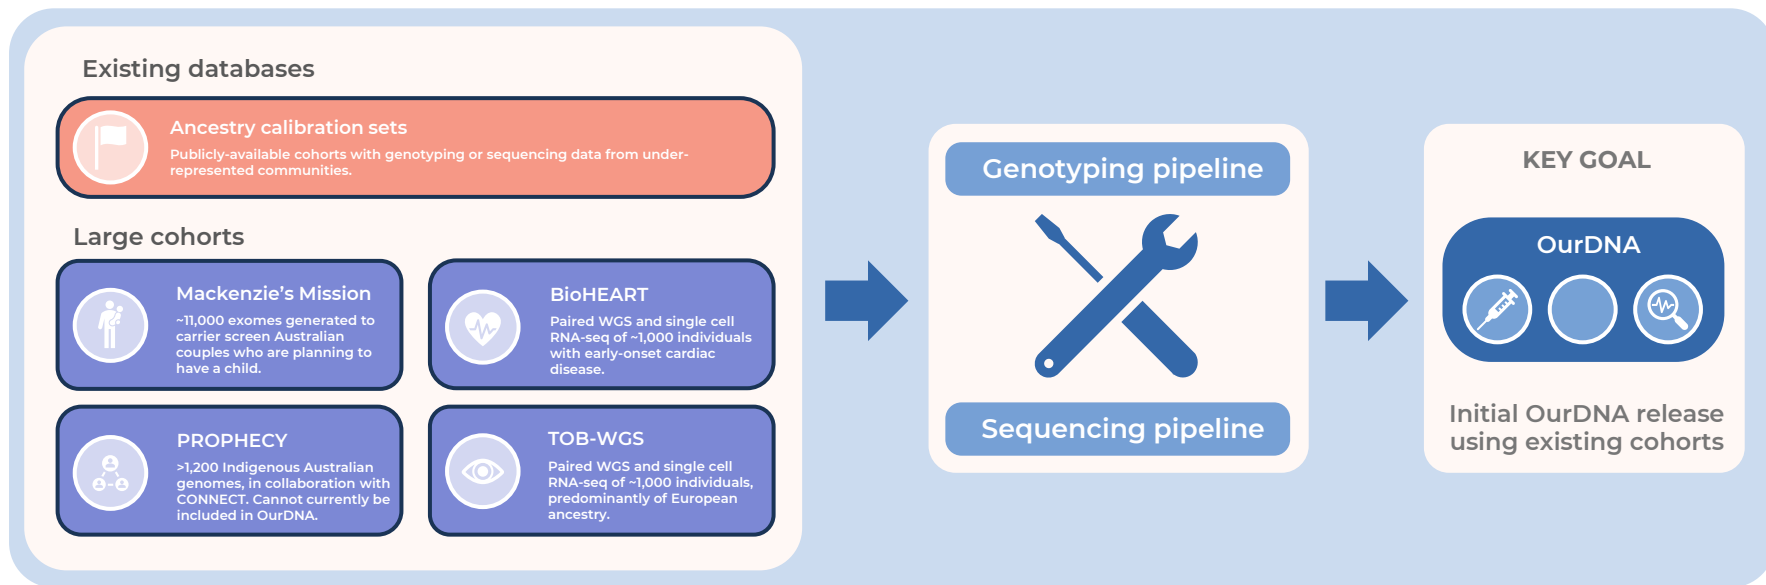 Existing databases
Ancestry calibration sets
Publicly-available cohorts with genotyping or sequencing data from under-
represented communities.
Large cohorts
Mackenzie’s Mission
~11,000 exomes generated to
carrier screen Australian
couples who are planning to
have a child.
BioHEART
Paired WGS and single cell
RNA-seq of ~1,000 individuals
with early-onset cardiac
disease.
PROPHECY
>1,200 Indigenous Australian
genomes, in collaboration with
CONNECT. Cannot currently be
included in OurDNA.
TOB-WGS
Paired WGS and single cell
RNA-seq of ~1,000 individuals,
predominantly of European
ancestry.
Genotyping pipeline
Sequencing pipeline
KEY GOAL
OurDNA
Initial OurDNA release
using existing cohorts